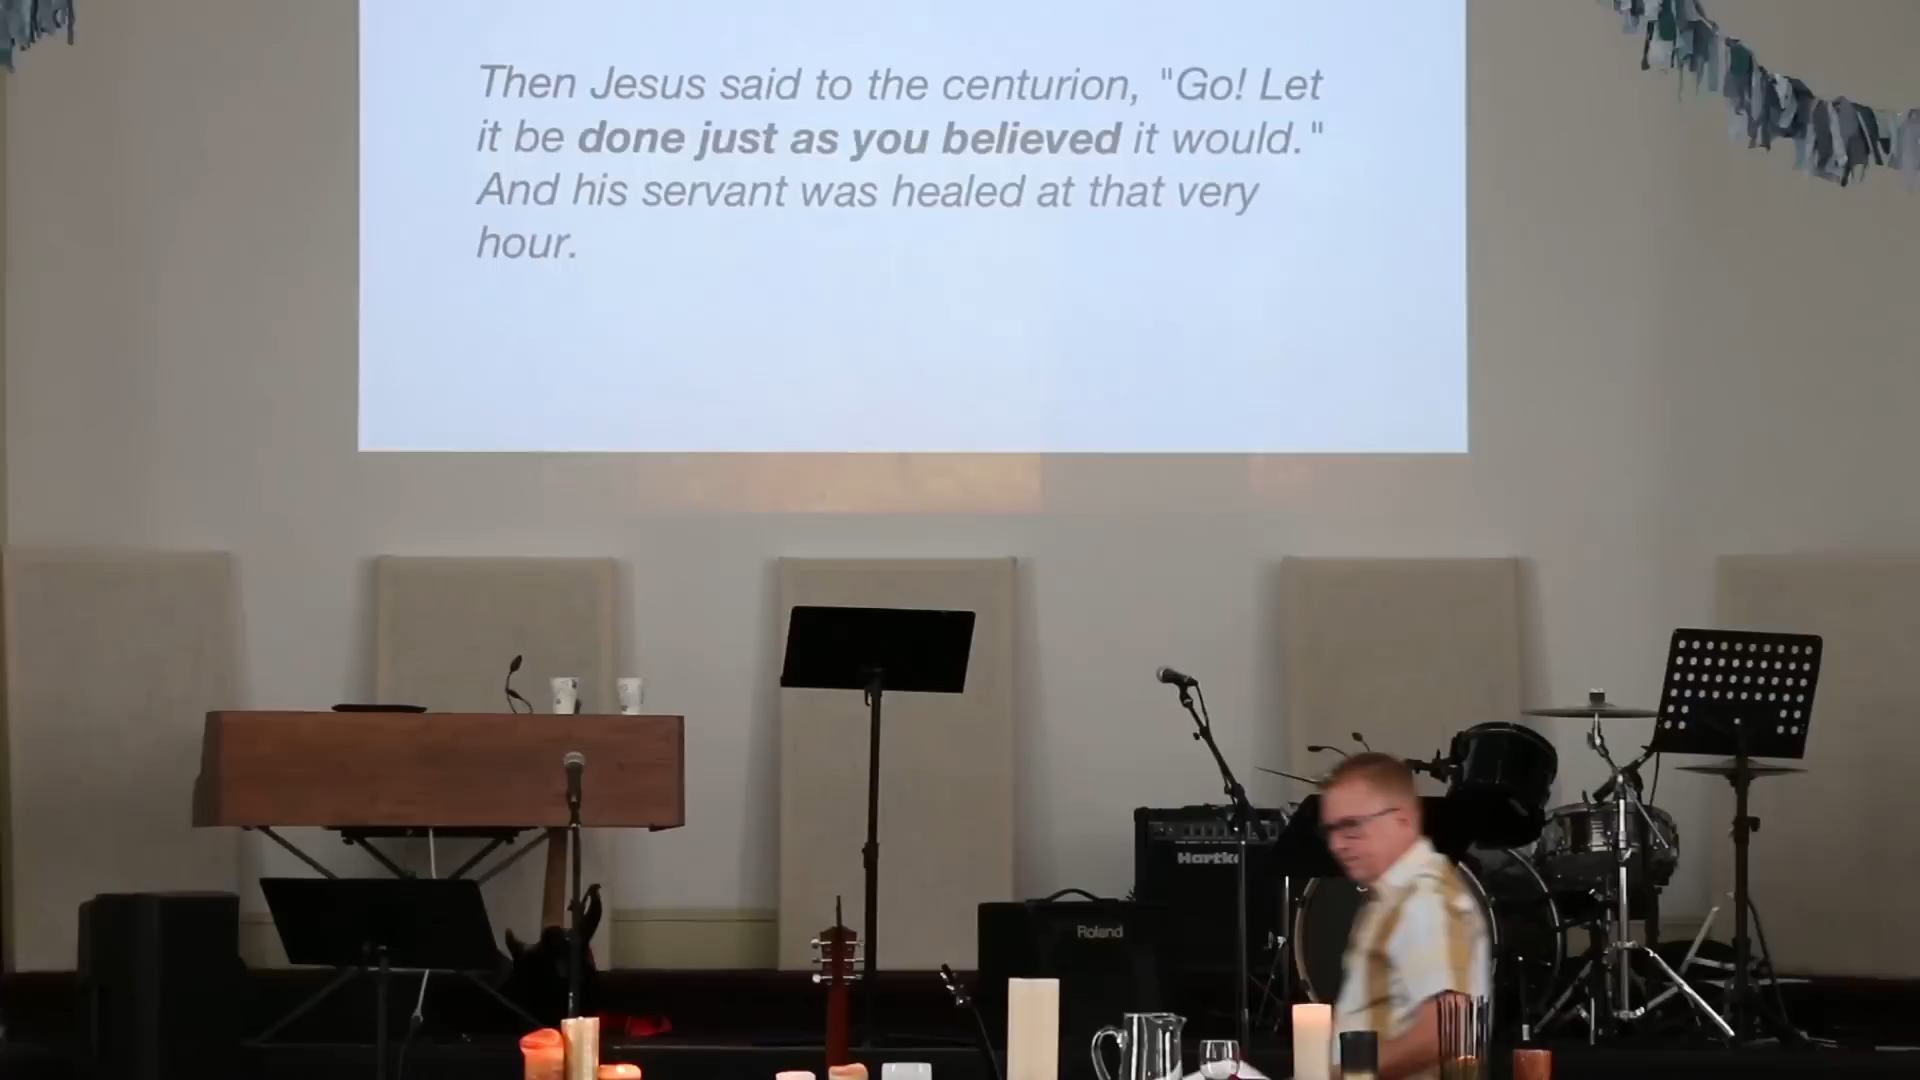 Then Jesus said to the centurion, "Go! Let
it be done just as you believed it would."
And his servant was healed at that very
hour.
Hartke
Roland